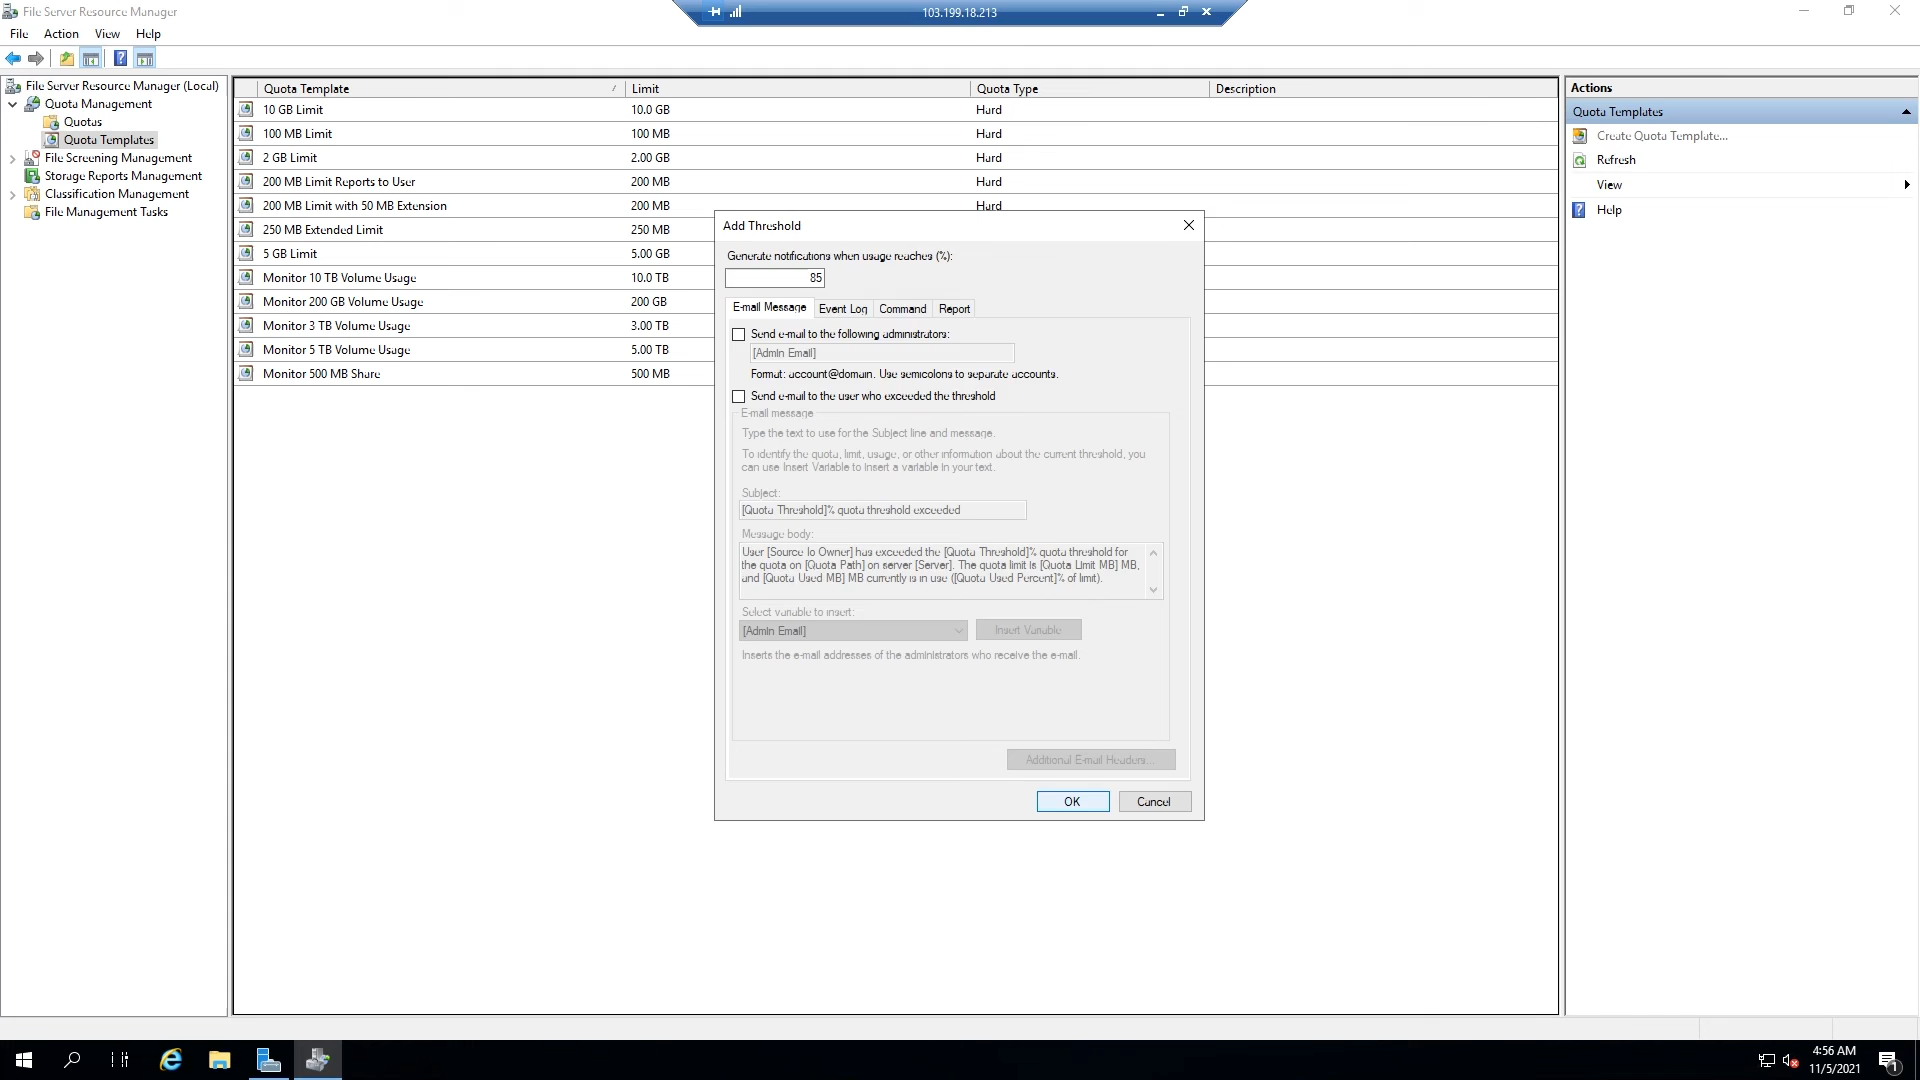 File Server Resource Manager
103.199.18.213
File Action View Help
File Server Resource Manager (Local)
Quota Management
Quotas
Quota Templates
File Screening Management
Storage Reports Management
Classification Management
File Management Tasks
Quota Template Limit Quota Type Description
10 GB Limit 10.0 GB Hard
100 MB Limit 100 MB Hard
2 GB Limit 2.00 GB Hard
200 MB Limit Reports to User 200 MB Hard
200 MB Limit with 50 MB Extension 200 MB Hard
250 MB Extended Limit 250 MB
5 GB Limit 5.00 GB
Monitor 10 TB Volume Usage 10.0 TB
Monitor 200 GB Volume Usage 200 GB
Monitor 3 TB Volume Usage 3.00 TB
Monitor 5 TB Volume Usage 5.00 TB
Monitor 500 MB Share 500 MB
Add Threshold
Generate notifications when usage reaches (%):
85
E-mail Message Event Log Command Report
Send e-mail to the following administrators:
[Admin Email]
Format: account@domain. Use semicolons to separate accounts.
Send e-mail to the user who exceeded the threshold
E-mail message
Type the text to use for the Subject line and message.
To identify the quota, limit, usage, or other information about the current threshold, you
can use Insert Variable to insert a variable in your text.
Subject:
[Quota Threshold]% quota threshold exceeded
Message body:
User [Source Io Owner] has exceeded the [Quota Threshold]% quota threshold for
the quota on [Quota Path] on server [Server]. The quota limit is [Quota Limit MB] MB,
and [Quota Used MB] MB currently is in use ([Quota Used Percent]% of limit).
Select variable to insert:
[Admin Email] Insert Variable
Inserts the e-mail addresses of the administrators who receive the e-mail.
Additional E-mail Headers...
OK Cancel
Actions
Quota Templates
Create Quota Template...
Refresh
View
Help
4:56 AM
11/5/2021
1